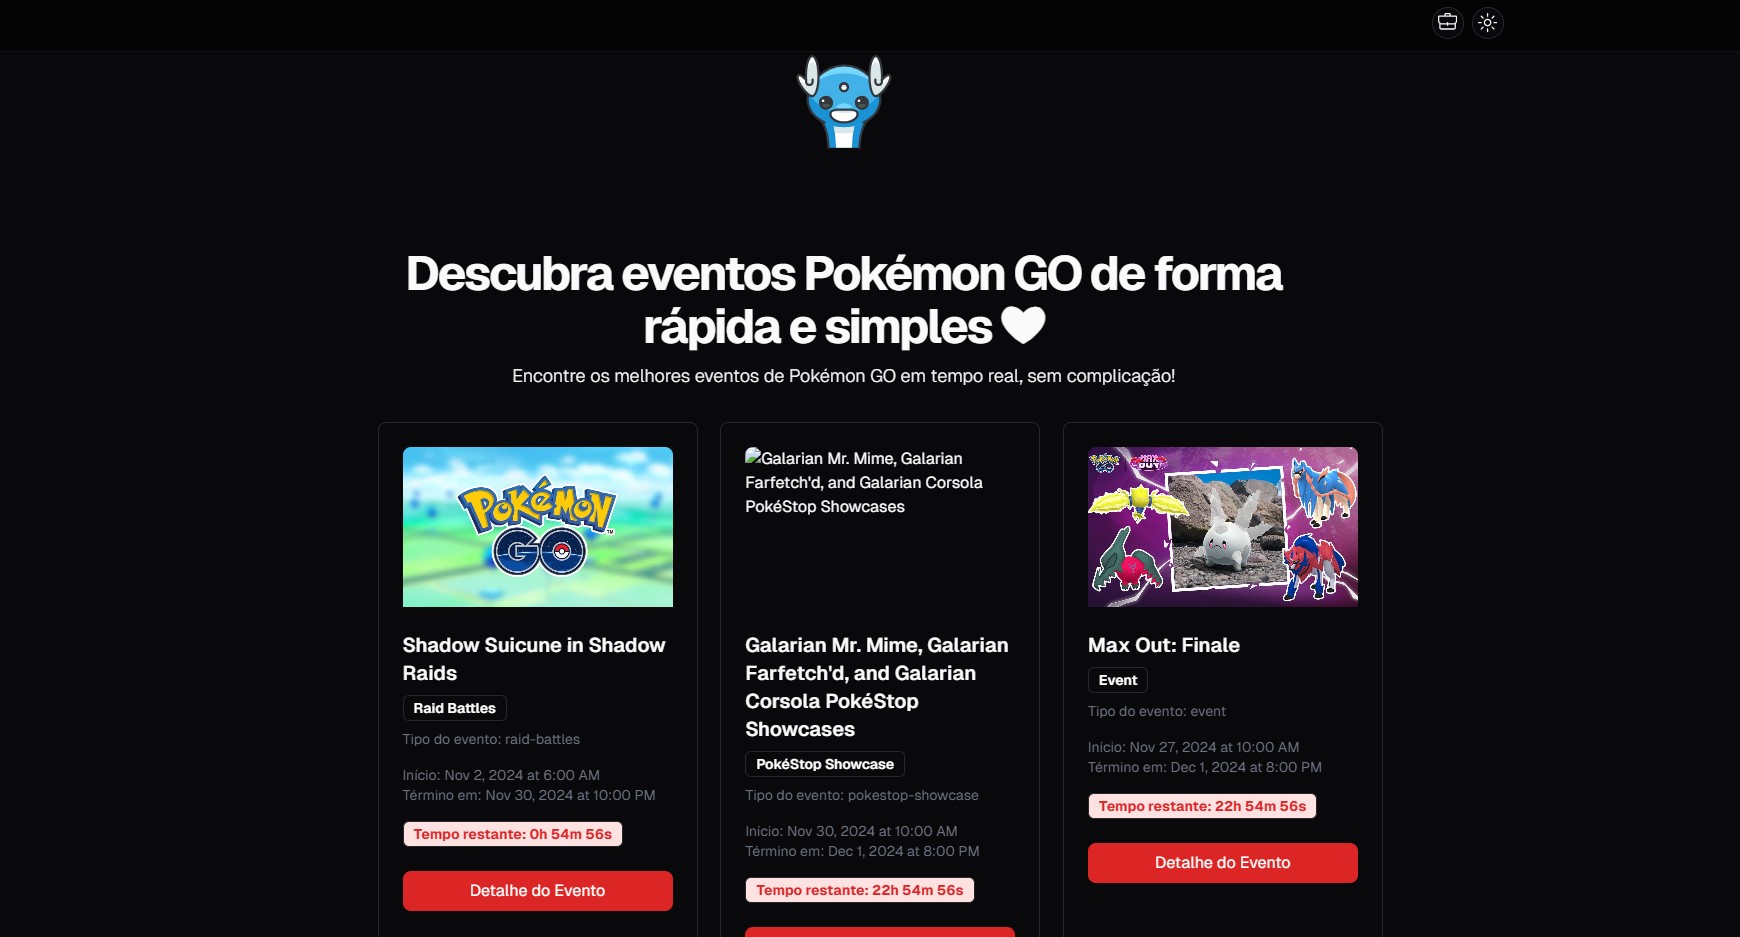 Descubra eventos Pokémon GO de forma
rápida e simples
Encontre os melhores eventos de Pokémon GO em tempo real, sem complicação!
POKéMON
GO
Shadow Suicune in Shadow
Raids
Raid Battles
Tipo do evento: raid-battles
Início: Nov 2, 2024 at 6:00 AM
Término em: Nov 30, 2024 at 10:00 PM
Tempo restante: 0h 54m 56s
Detalhe do Evento
Galarian Mr. Mime, Galarian
Farfetch'd, and Galarian Corsola
PokéStop Showcases
Galarian Mr. Mime, Galarian
Farfetch'd, and Galarian
Corsola PokéStop
Showcases
PokéStop Showcase
Tipo do evento: pokestop-showcase
Início: Nov 30, 2024 at 10:00 AM
Término em: Dec 1, 2024 at 8:00 PM
Tempo restante: 22h 54m 56s
POKéMON
GO
MAX
OUT
Max Out: Finale
Event
Tipo do evento: event
Início: Nov 27, 2024 at 10:00 AM
Término em: Dec 1, 2024 at 8:00 PM
Tempo restante: 22h 54m 56s
Detalhe do Evento